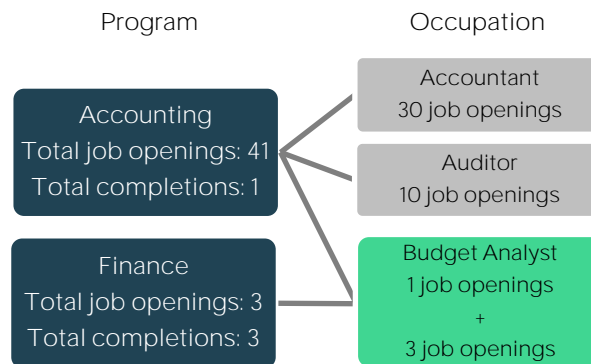 Program
Occupation
Accounting
Total job openings: 41
Total completions: 1
Finance
Total job openings: 3
Total completions: 3
Accountant
30 job openings
Auditor
10 job openings
Budget Analyst
1 job openings
+
3 job openings